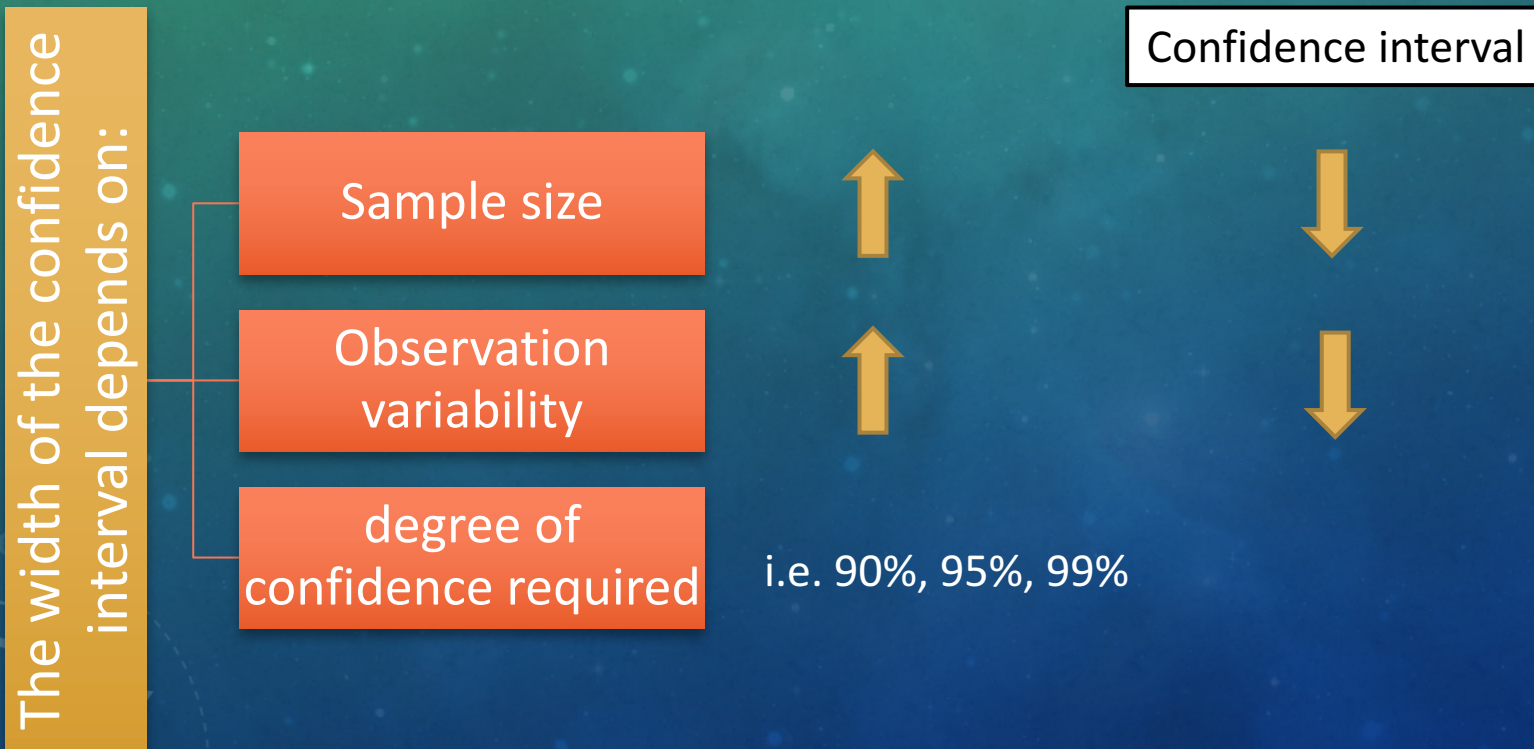 The width of the confidence
interval depends on:
Confidence interval
Sample size
Observation
variability
degree of
confidence required
i.e. 90%, 95%, 99%